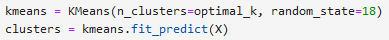 kmeans = KMeans(n_clusters=optimal_k, random_state=18)
clusters = kmeans.fit_predict(X)